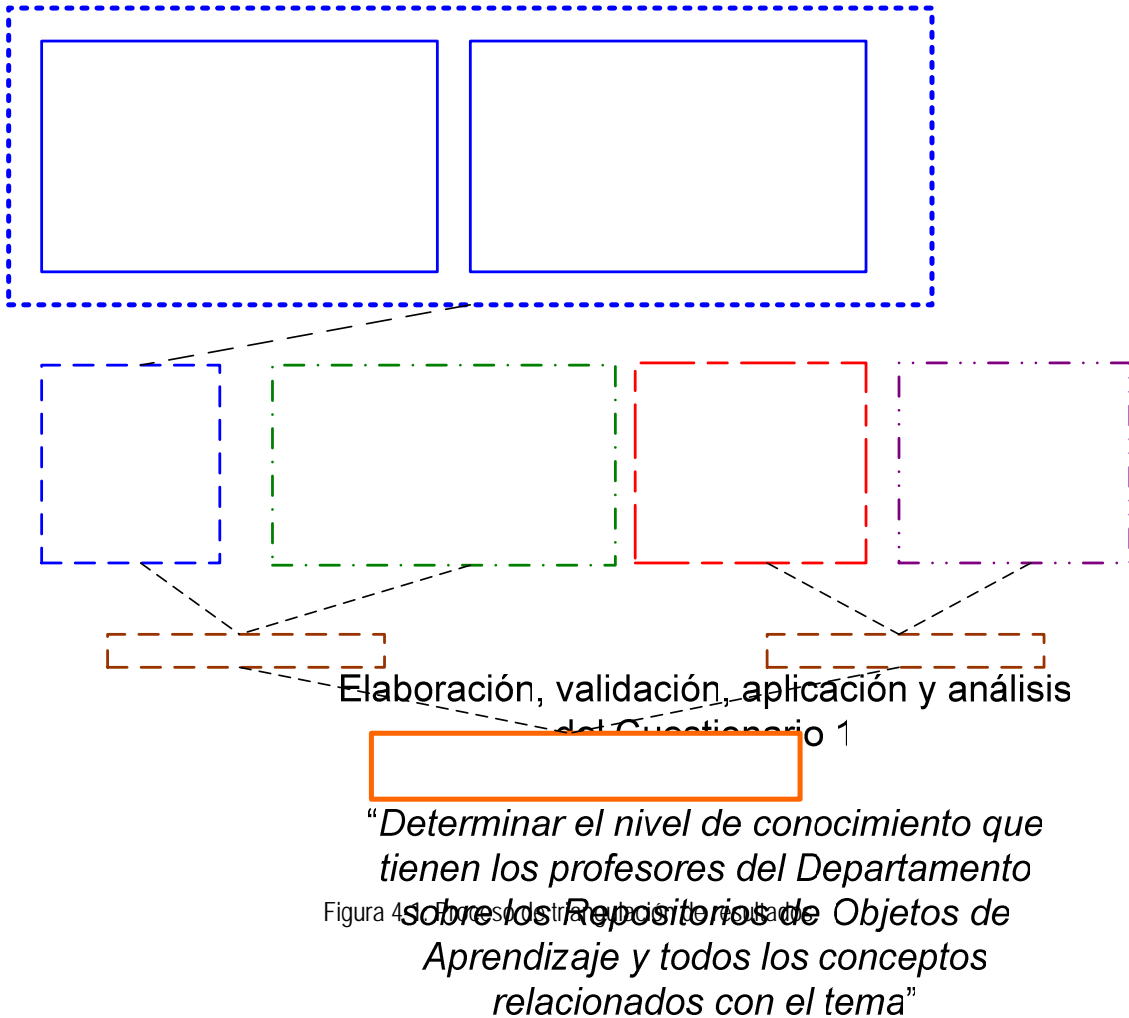 Elaboración, validación, aplicación y análisis
del Cuestionario 1
“Determinar el nivel de conocimiento que
tienen los profesores del Departamento
sobre los Repositorios de Objetos de
Figura 4.1. Proceso de triangulación de resultados.
Aprendizaje y todos los conceptos
relacionados con el tema”